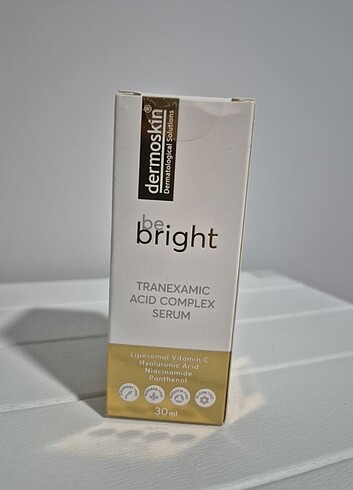 dermoskin®
Dermatological Solutions
be
bright
TRANEXAMIC
ACID COMPLEX
SERUM
Liposomal Vitamin C
Hyaluronic Acid
Niacinamide
Panthenol
30ml